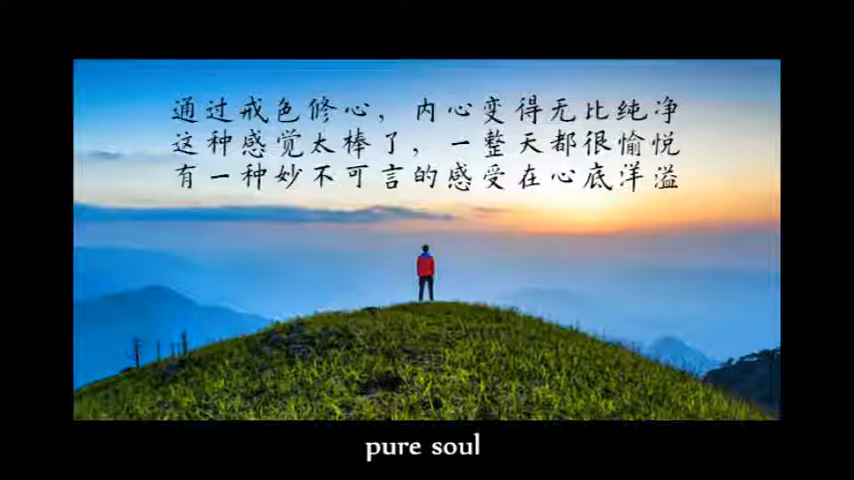 通过戒色修心，内心变得无比纯净
这种感觉太棒了，一整天都很愉悦
有一种妙不可言的感受在心底洋溢
pure soul